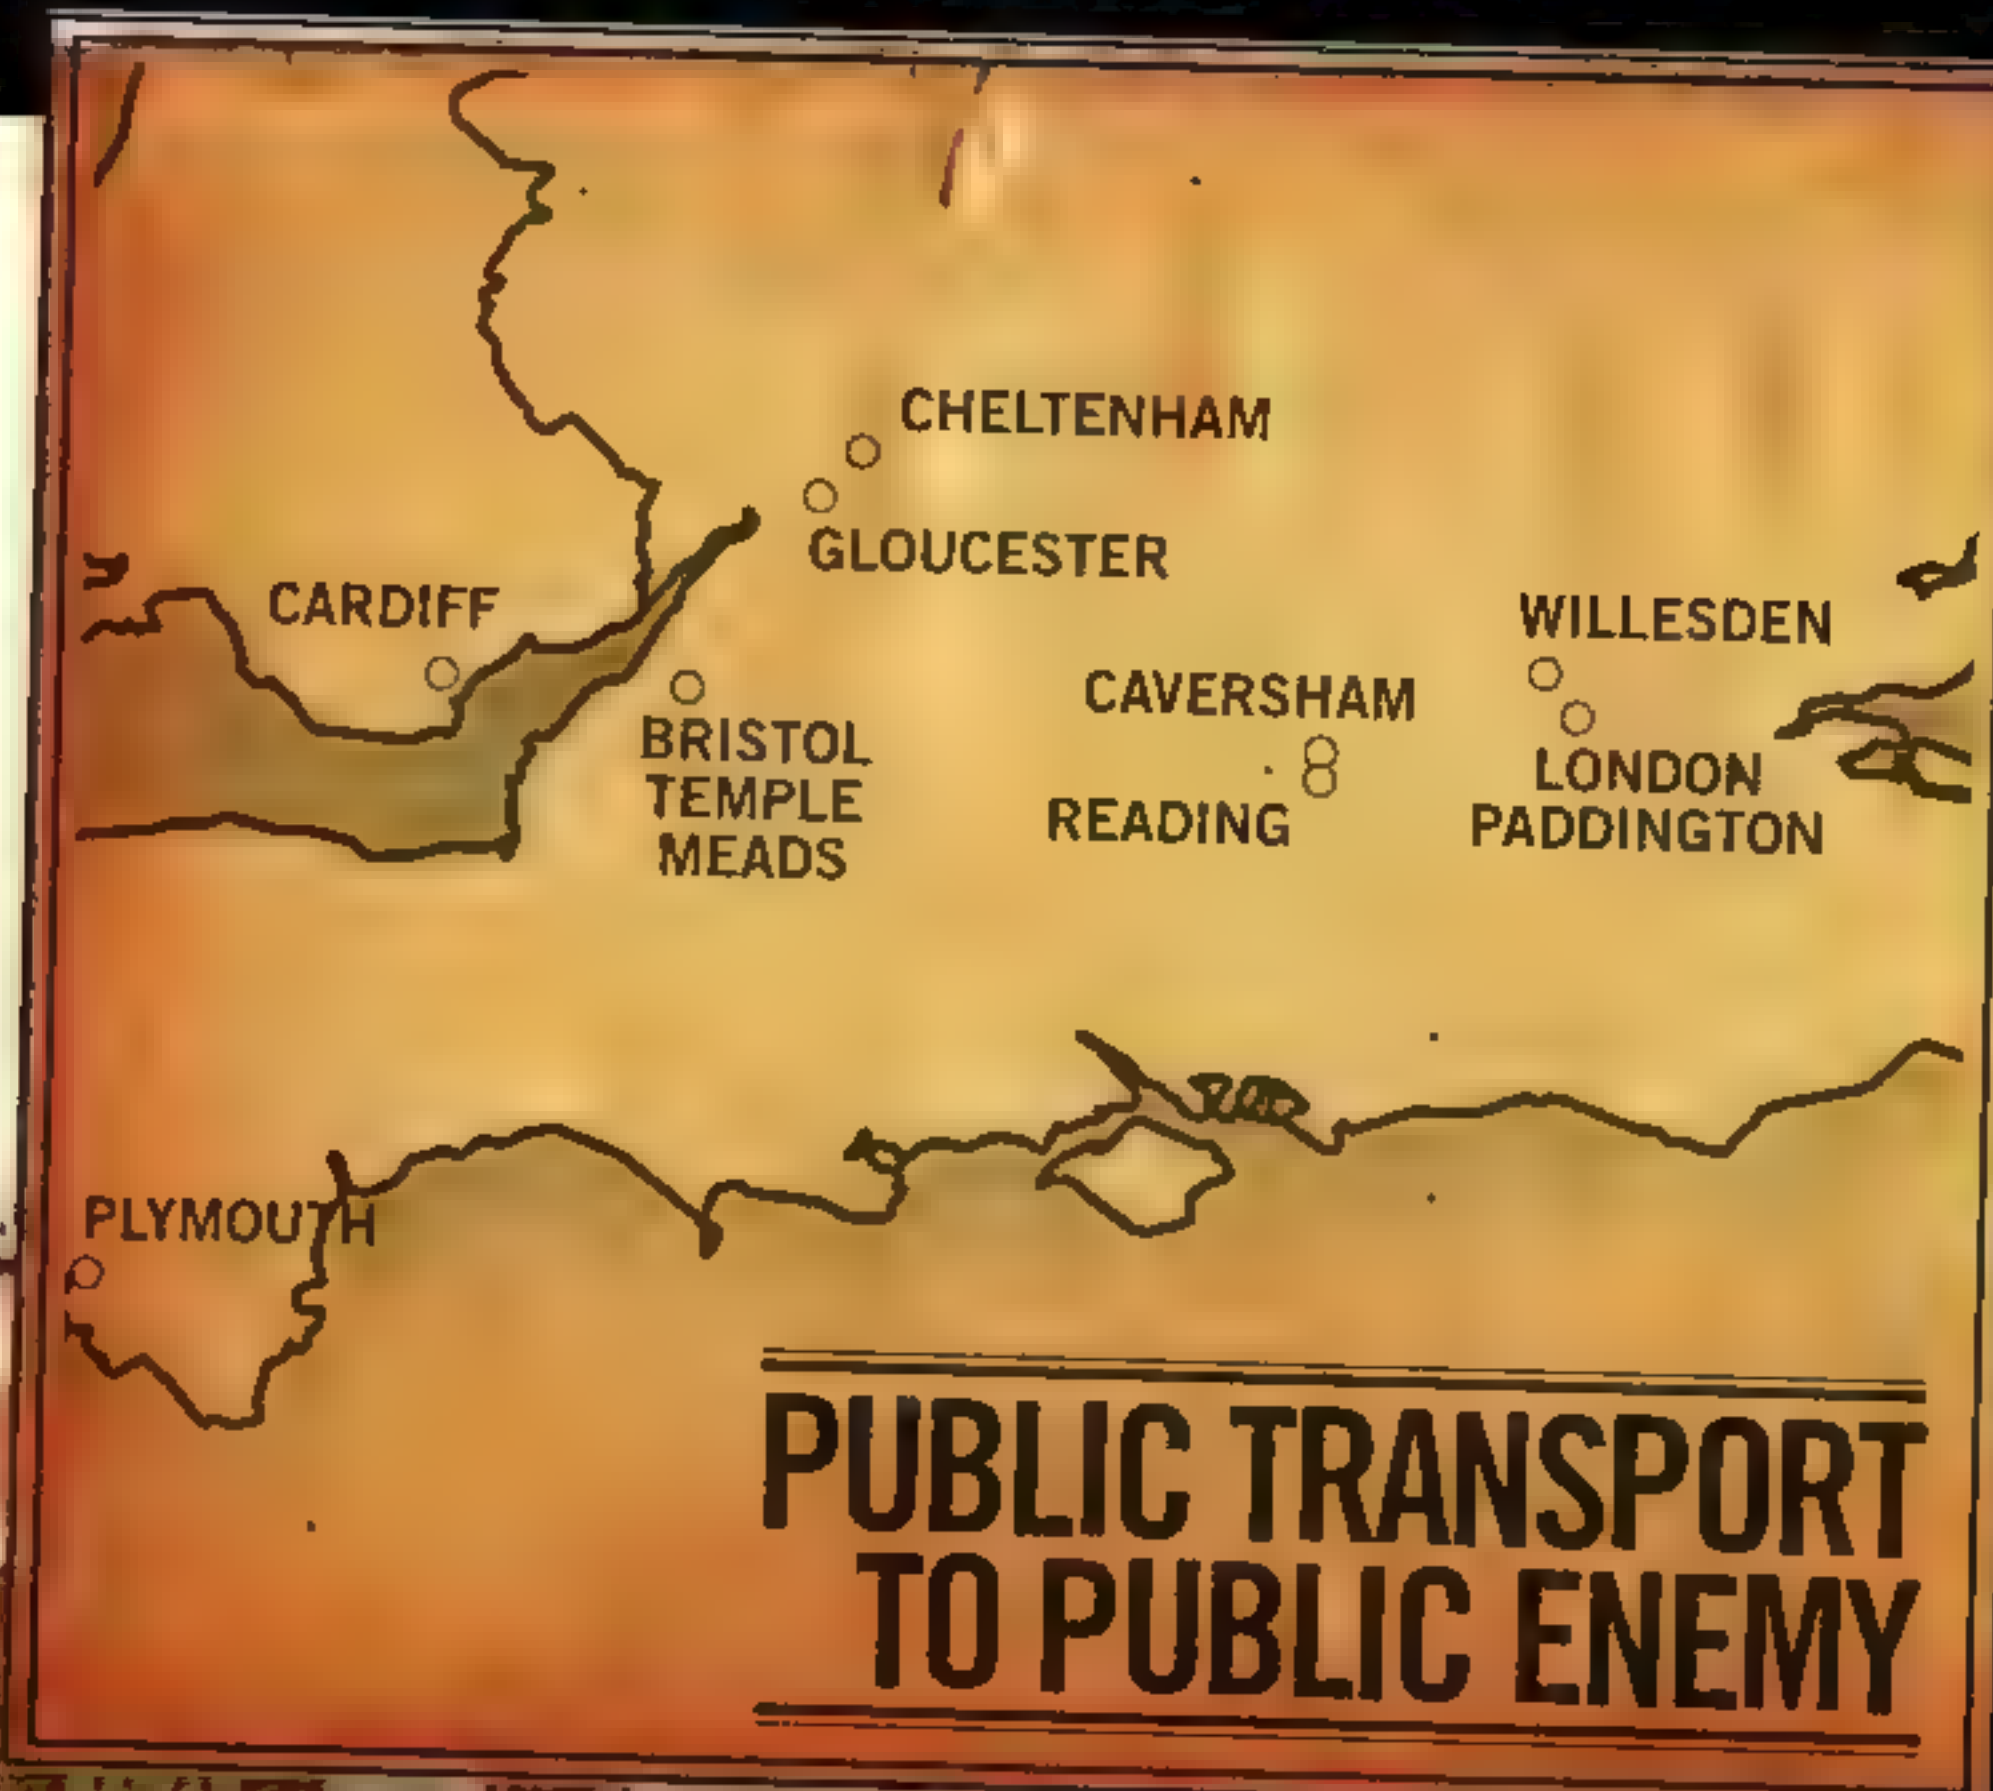 CHELTENHAM
GLOUCESTER
CARDIFF
WILLESDEN
CAVERSHAM
BRISTOL
TEMPLE
MEADS
LONDON
PADDINGTON
READING
PLYMOUTH
PUBLIC TRANSPORT
TO PUBLIC ENEMY